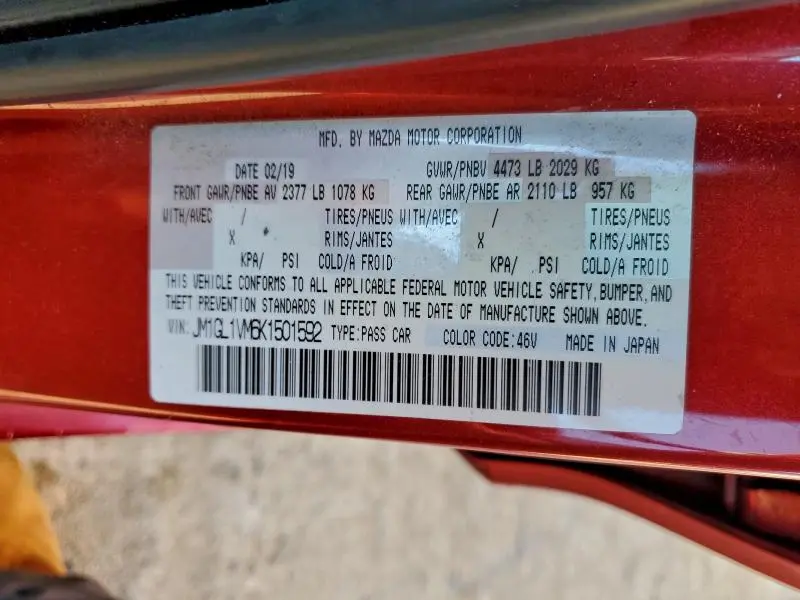 MFD. BY MAZDA MOTOR CORPORATION
DATE 02/19 GVWR/PNBV 4473 LB 2029 KG
FRONT GAWR/PNBE AV 2377 LB 1078 KG REAR GAWR/PNBE AR 2110 LB 957 KG
WITH/AVEC / TIRES/PNEUS WITH/AVEC / TIRES/PNEUS
X RIMS/JANTES X RIMS/JANTES
KPA/ PSI COLD/A FROID KPA/ PSI COLD/A FROID
THIS VEHICLE CONFORMS TO ALL APPLICABLE FEDERAL MOTOR VEHICLE SAFETY, BUMPER, AND
THEFT PREVENTION STANDARDS IN EFFECT ON THE DATE OF MANUFACTURE SHOWN ABOVE.
VIN: JM1GL1VM6K1501592 TYPE:PASS CAR COLOR CODE:46V MADE IN JAPAN